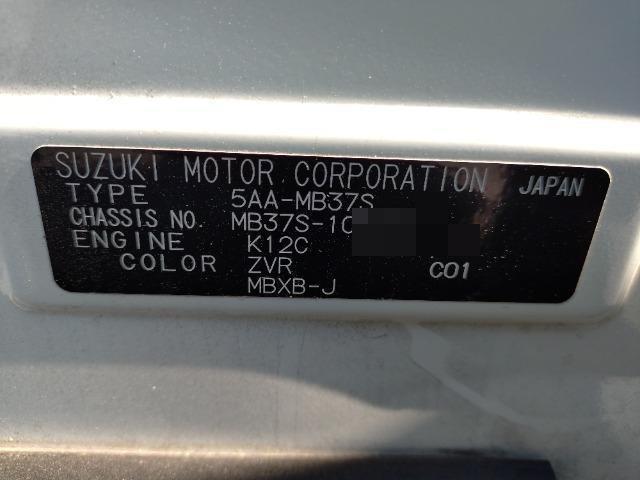 SUZUKI MOTOR CORPORATION JAPAN
TYPE 5AA-MB37S
CHASSIS NO. MB37S-10
ENGINE K12C
COLOR ZVR C01
MBXB-J